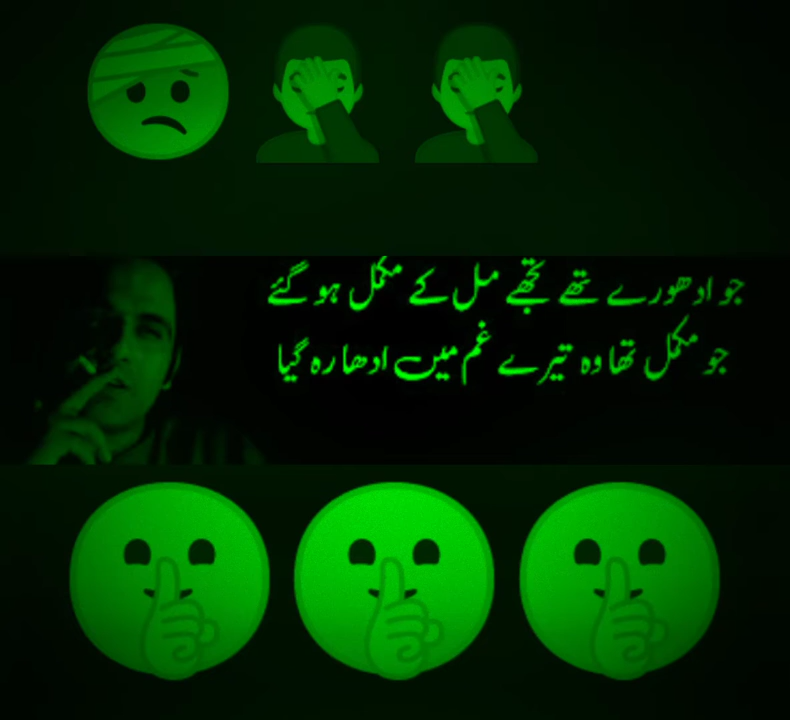 جو ادھورے تھے تجھے مل کے مکمل ہو گئے
جو مکمل تھا وہ تیرے غم میں ادھا رہ گیا